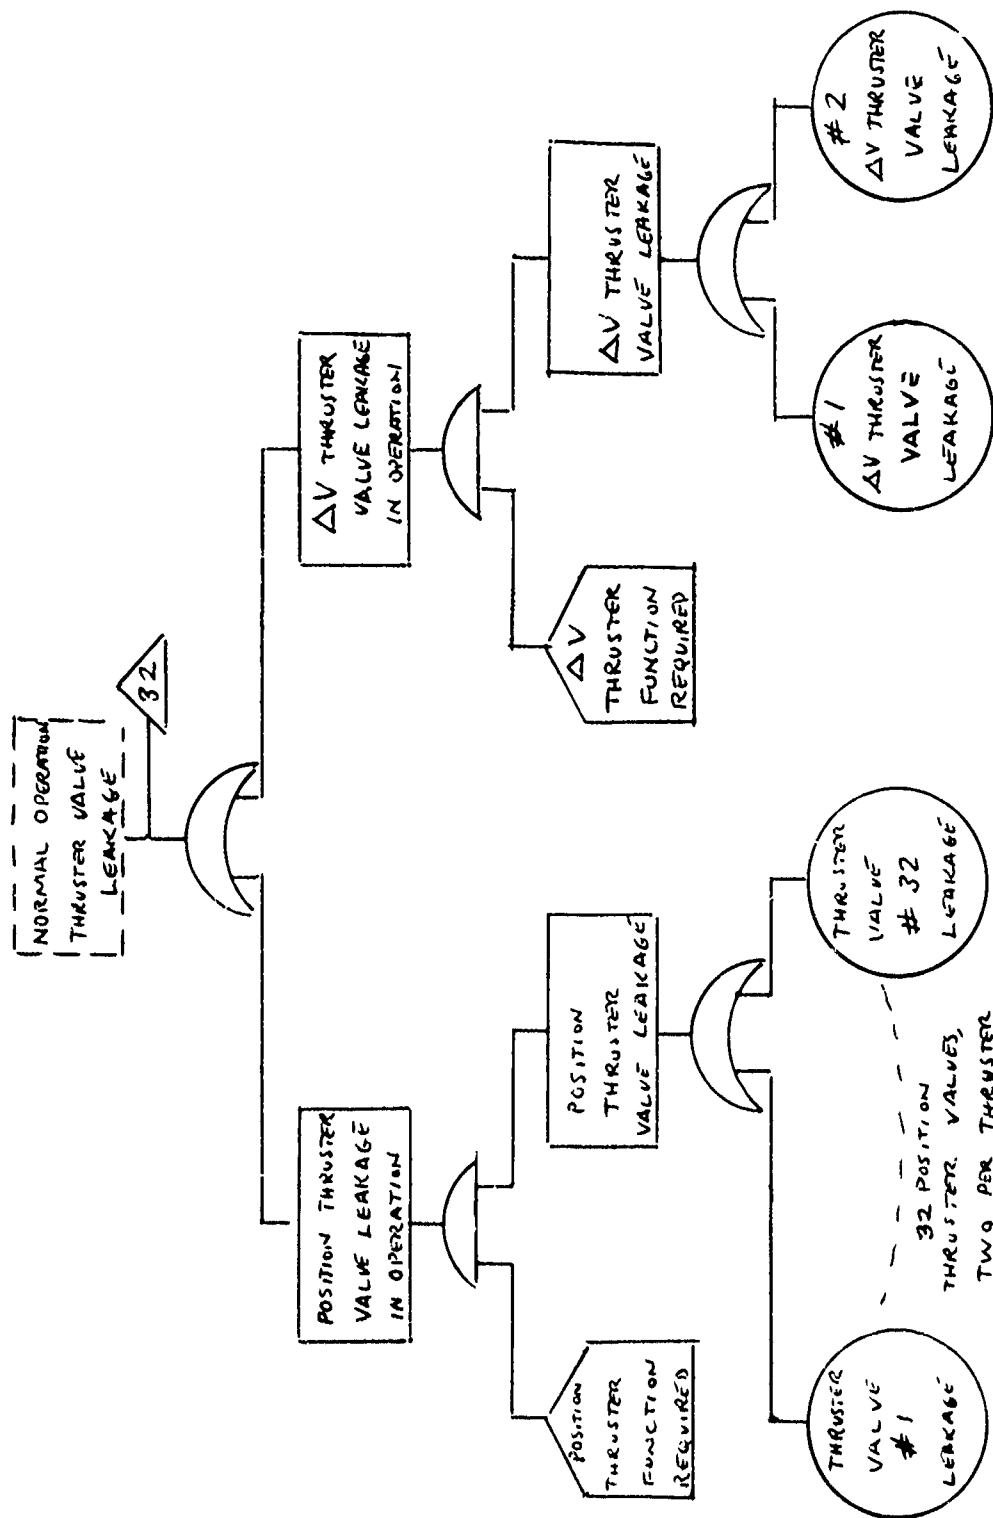 NORMAL OPERATION
THRUSTER VALVE
LEAKAGE
32
POSITION THRUSTER
VALVE LEAKAGE
IN OPERATION
ΔV THRUSTER
VALVE LEAKAGE
IN OPERATION
POSITION
THRUSTER
FUNCTION
REQUIRED
POSITION
THRUSTER
VALVE LEAKAGE
ΔV
THRUSTER
FUNCTION
REQUIRED
ΔV THRUSTER
VALVE LEAKAGE
THRUSTER
VALVE
#1
LEAKAGE
32 POSITION
THRUSTER VALVES,
TWO PER THRUSTER
THRUSTER
VALVE
#32
LEAKAGE
#1
ΔV THRUSTER
VALVE
LEAKAGE
#2
ΔV THRUSTER
VALVE
LEAKAGE